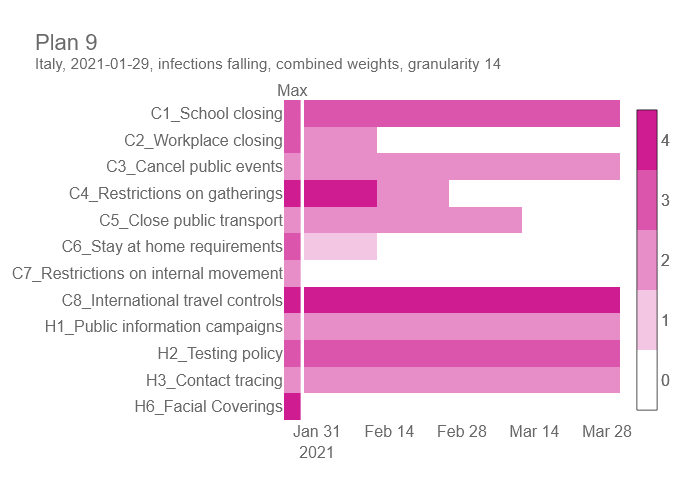 Plan 9
Italy, 2021-01-29, infections falling, combined weights, granularity 14
Max
C1_School closing
C2_Workplace closing
C3_Cancel public events
C4_Restrictions on gatherings
C5_Close public transport
C6_Stay at home requirements
C7_Restrictions on internal movement
C8_International travel controls
H1_Public information campaigns
H2_Testing policy
H3_Contact tracing
H6_Facial Coverings
4
3
2
1
0
Jan 31 Feb 14 Feb 28 Mar 14 Mar 28
2021